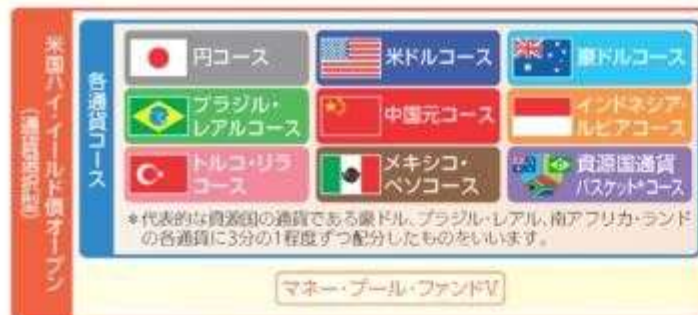 米国ハイ・イールド債オープン
(通貨選択型)
各通貨コース
円コース
米ドルコース
豪ドルコース
ブラジル・
レアルコース
中国元コース
インドネシア・
ルピアコース
トルコ・リラ
コース
メキシコ・
ペソコース
資源国通貨
バスケット*コース
*代表的な資源国の通貨である豪ドル、ブラジル・レアル、南アフリカ・ランド
の各通貨に3分の1程度ずつ配分したものをいいます。
マネー・プール・ファンドⅤ